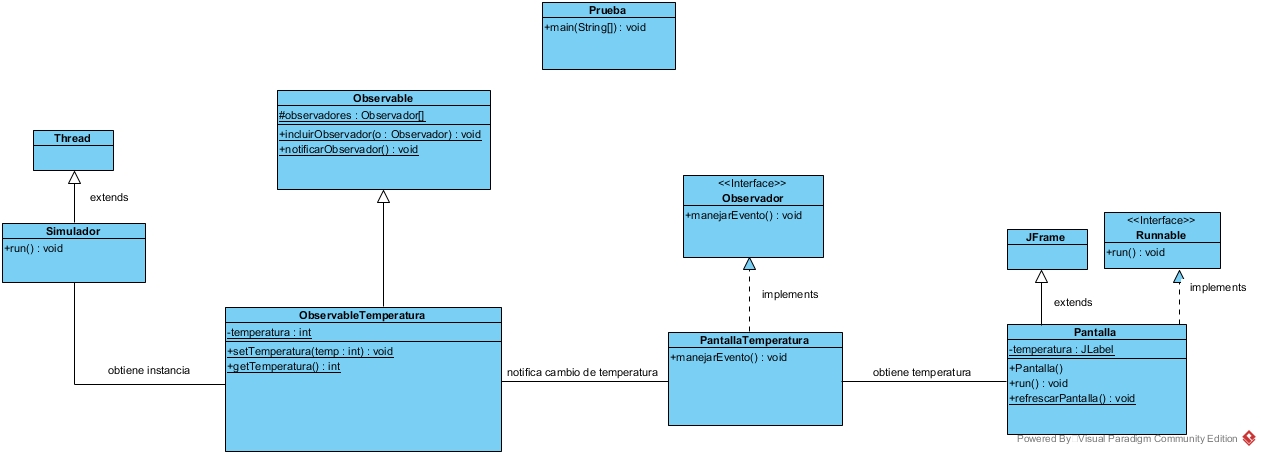 Prueba
+main(String[]) : void
Observable
#observadores : Observador[]
+incluirObservador(o : Observador) : void
+notificarObservador() : void
Thread
extends
Simulador
+run() : void
<<Interface>>
Observador
+manejarEvento() : void
implements
JFrame
extends
<<Interface>>
Runnable
+run() : void
implements
ObservableTemperatura
-temperatura : int
+setTemperatura(temp : int) : void
+getTemperatura() : int
obtiene instancia
notifica cambio de temperatura
PantallaTemperatura
+manejarEvento() : void
obtiene temperatura
Pantalla
-temperatura : JLabel
+Pantalla()
+run() : void
+refrescarPantalla() : void
Powered By Visual Paradigm Community Edition